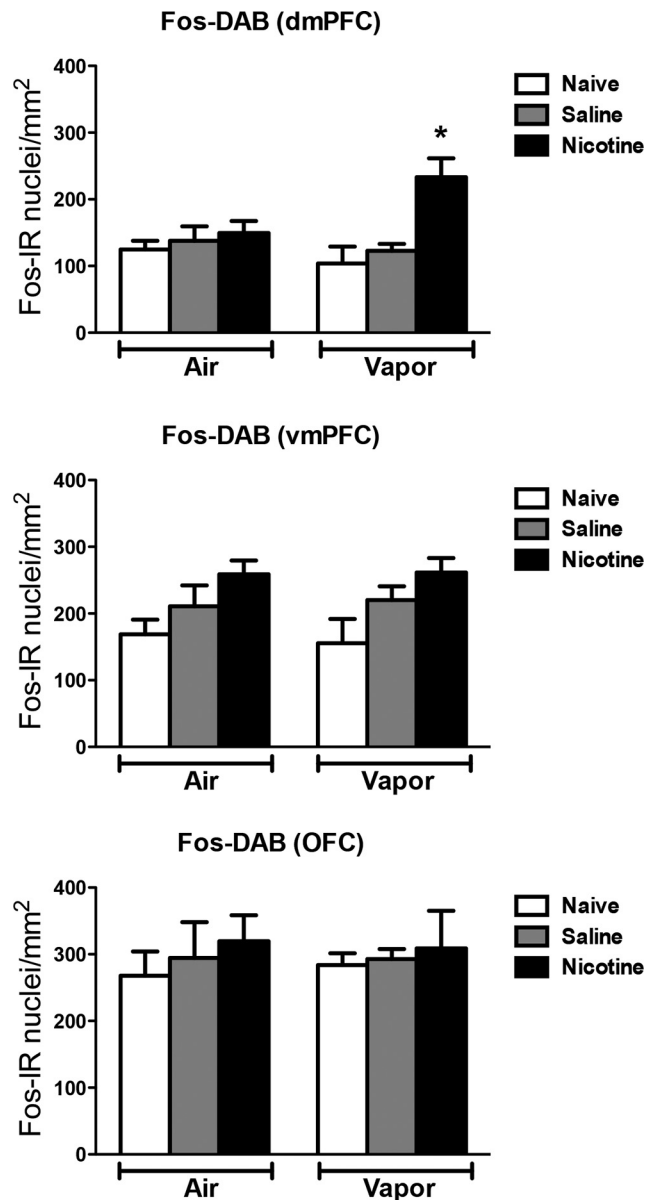 Fos-DAB (dmPFC)
Fos-IR nuclei/mm²
400
300
200
100
0
*
Naive
Saline
Nicotine
Air
Vapor
Fos-DAB (vmPFC)
Fos-IR nuclei/mm²
400
300
200
100
0
Naive
Saline
Nicotine
Air
Vapor
Fos-DAB (OFC)
Fos-IR nuclei/mm²
400
300
200
100
0
Naive
Saline
Nicotine
Air
Vapor